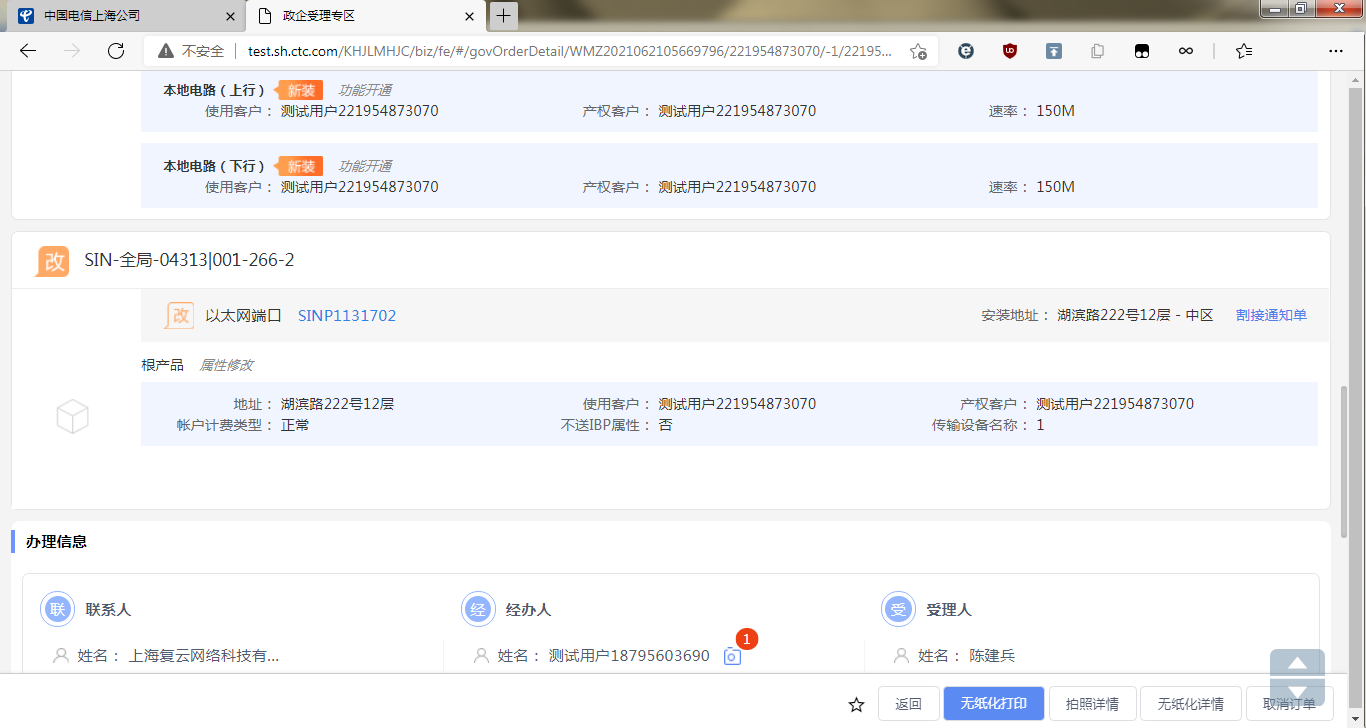 中国电信上海公司
政企受理专区
不安全 test.sh.ctc.com/KHJLMHJC/biz/fe/#/govOrderDetail/WMZ2021062105669796/221954873070/-1/22195...
本地电路（上行） 新装 功能开通
使用客户： 测试用户221954873070 产权客户： 测试用户221954873070 速率： 150M
本地电路（下行） 新装 功能开通
使用客户： 测试用户221954873070 产权客户： 测试用户221954873070 速率： 150M
改 SIN-全局-04313|001-266-2
改 以太网端口 SINP1131702 安装地址： 湖滨路222号12层 - 中区 割接通知单
根产品 属性修改
地址： 湖滨路222号12层 使用客户： 测试用户221954873070 产权客户： 测试用户221954873070
帐户计费类型： 正常 不送IBP属性： 否 传输设备名称： 1
办理信息
联 联系人 经 经办人 受 受理人
1
姓名： 上海复云网络科技有... 姓名： 测试用户18795603690 姓名： 陈建兵
返回 无纸化打印 拍照详情 无纸化详情 取消订单